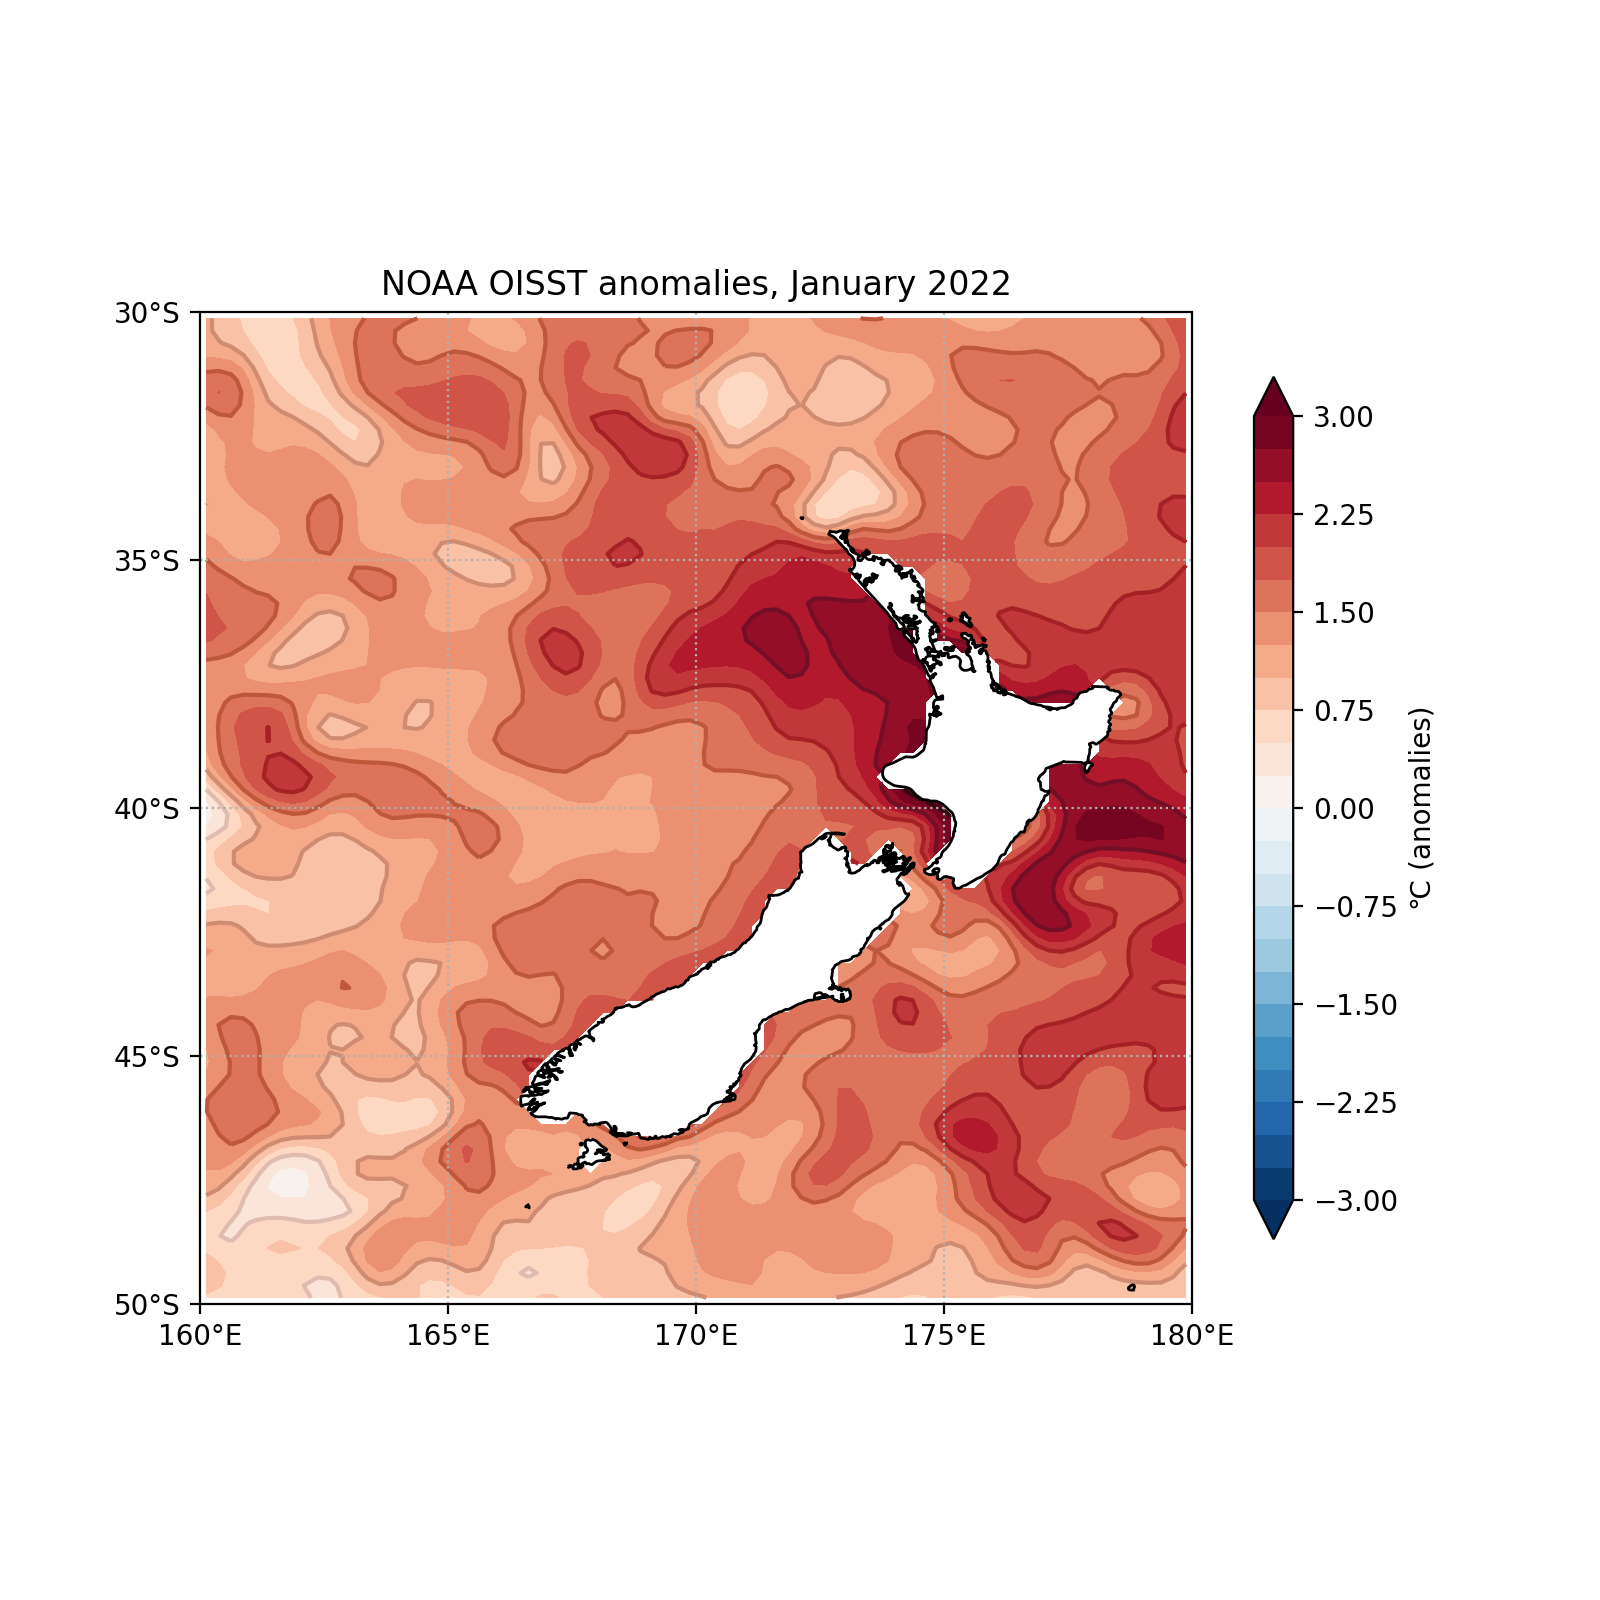 NOAA OISST anomalies, January 2022
30°S
35°S
40°S
45°S
50°S
160°E
165°E
170°E
175°E
180°E
3.00
2.25
1.50
0.75
0.00
−0.75
−1.50
−2.25
−3.00
°C (anomalies)